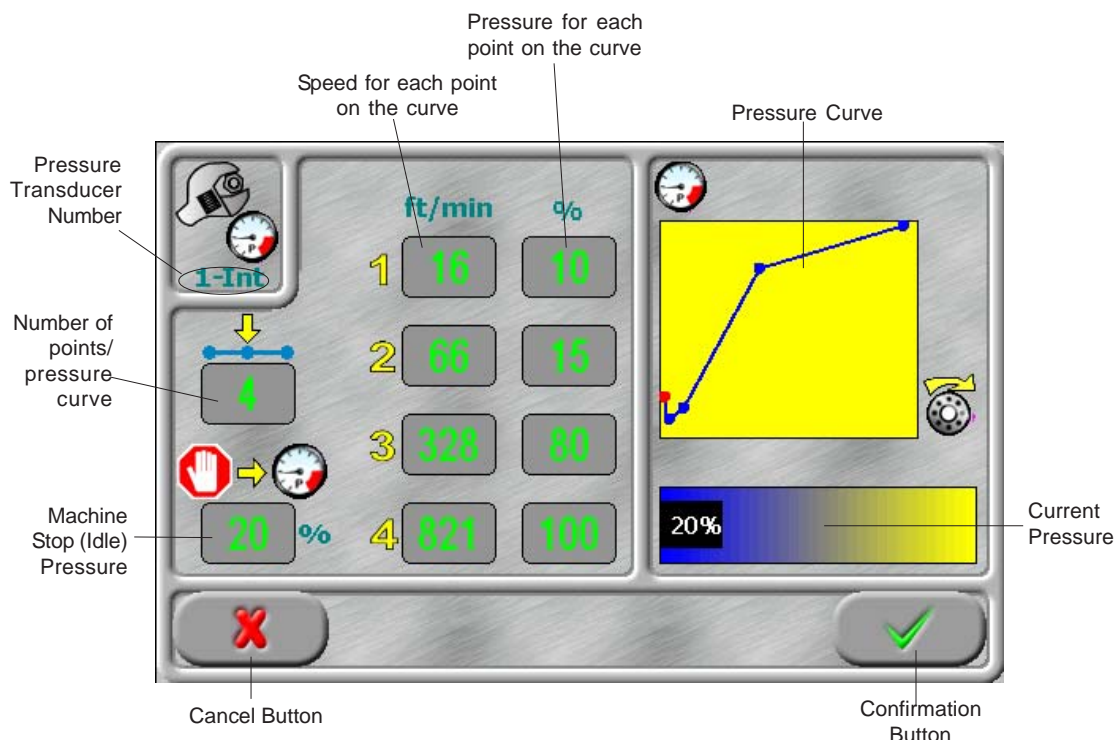 Pressure for each
point on the curve
Speed for each point
on the curve
Pressure Curve
Pressure
Transducer
Number
1-Int
Number of
points/
pressure
curve
4
Machine
Stop (Idle)
Pressure
20 %
ft/min %
1 16 10
2 66 15
3 328 80
4 821 100
P
P
P
20%
Current
Pressure
Cancel Button
Confirmation
Button